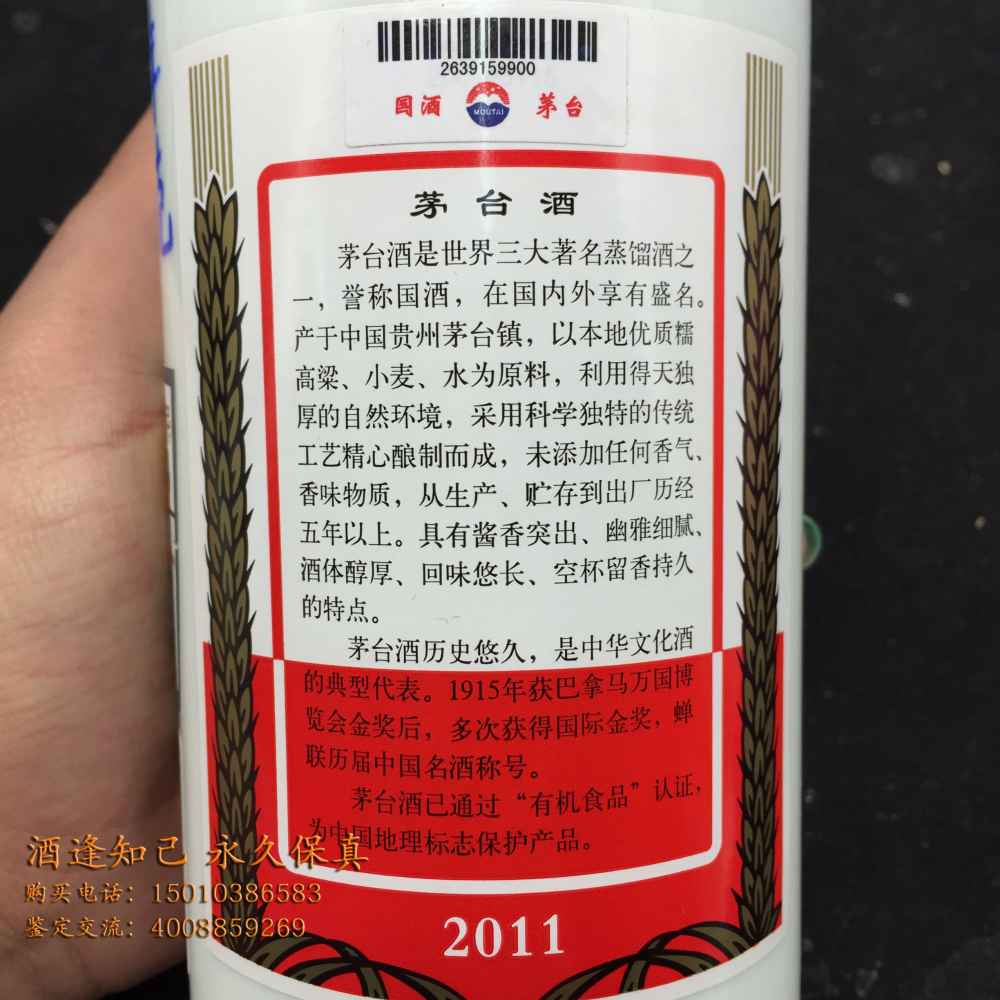 2639159900
国酒 MOUTAI 茅台
茅台酒
茅台酒是世界三大著名蒸馏酒之
一，誉称国酒，在国内外享有盛名。
产于中国贵州茅台镇，以本地优质糯
高粱、小麦、水为原料，利用得天独
厚的自然环境，采用科学独特的传统
工艺精心酿制而成，未添加任何香气、
香味物质，从生产、贮存到出厂历经
五年以上。具有酱香突出、幽雅细腻、
酒体醇厚、回味悠长、空杯留香持久
的特点。
茅台酒历史悠久，是中华文化酒
的典型代表。1915年获巴拿马万国博
览会金奖后，多次获得国际金奖，蝉
联历届中国名酒称号。
茅台酒已通过“有机食品”认证，
为中国地理标志保护产品。
2011
酒逢知己 永久保真
购买电话：15010386583
鉴定交流：4008859269